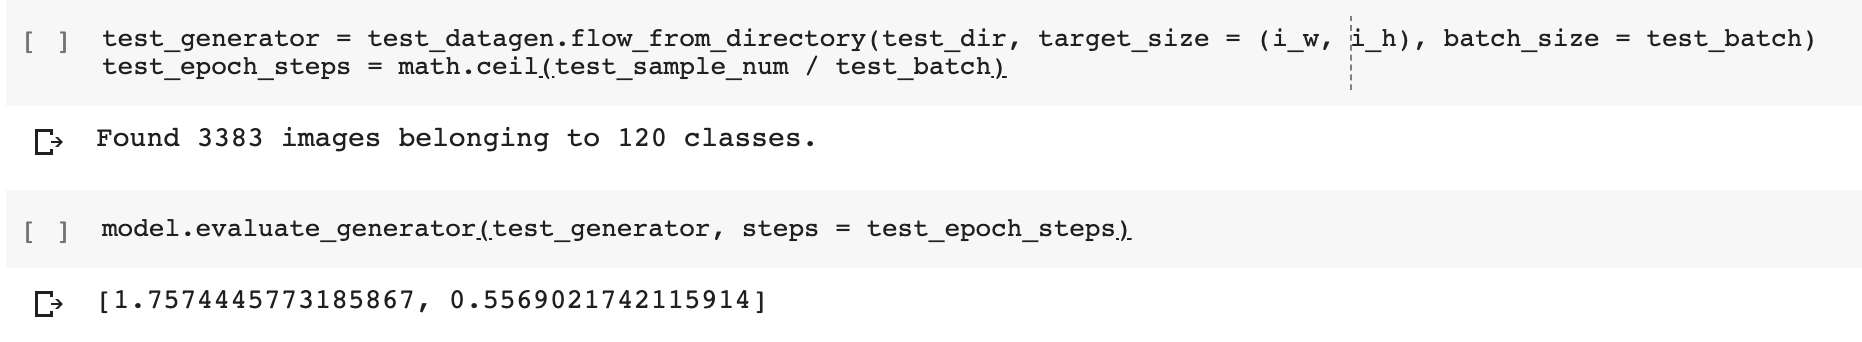 [ ] test_generator = test_datagen.flow_from_directory(test_dir, target_size = (i_w, i_h), batch_size = test_batch)
test_epoch_steps = math.ceil(test_sample_num / test_batch)
Found 3383 images belonging to 120 classes.
[ ] model.evaluate_generator(test_generator, steps = test_epoch_steps)
[1.7574445773185867, 0.5569021742115914]